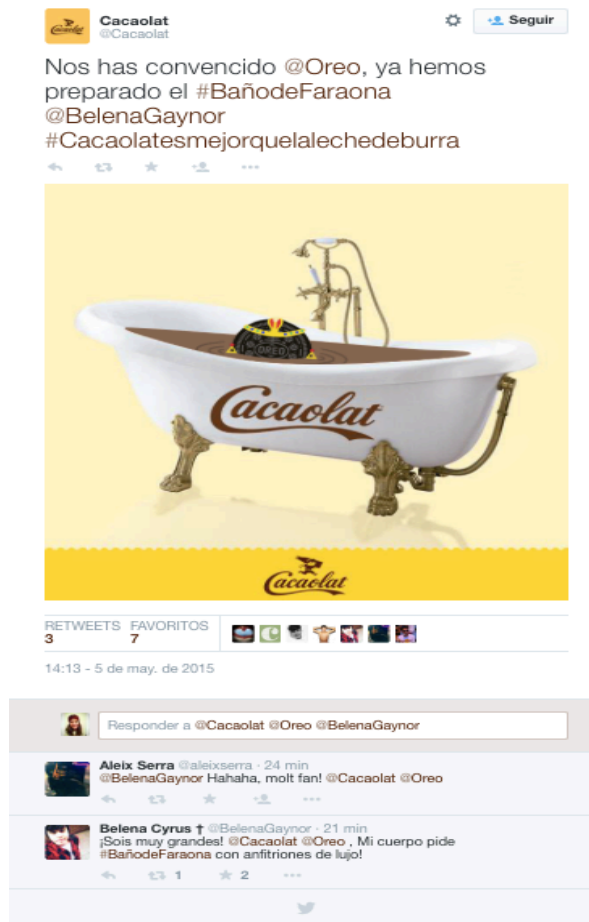 Cacaolat
Cacaolat
@Cacaolat
Seguir
Nos has convencido @Oreo, ya hemos
preparado el #BañodeFaraona
@BelenaGaynor
#Cacaolatesmejorquelalechedeburra
OREO
Cacaolat
Cacaolat
RETWEETS FAVORITOS
3 7
14:13 - 5 de may. de 2015
Responder a @Cacaolat @Oreo @BelenaGaynor
Aleix Serra @aleixserra · 24 min
@BelenaGaynor Hahaha, molt fan! @Cacaolat @Oreo
Belena Cyrus † @BelenaGaynor · 21 min
¡Sois muy grandes! @Cacaolat @Oreo , Mi cuerpo pide
#BañodeFaraona con anfitriones de lujo!
1 2